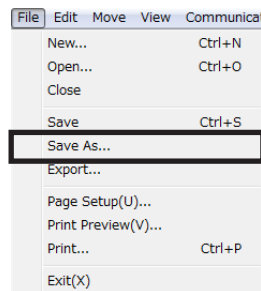 File Edit Move View Communica
New... Ctrl+N
Open... Ctrl+O
Close
Save Ctrl+S
Save As...
Export...
Page Setup(U)...
Print Preview(V)...
Print... Ctrl+P
Exit(X)